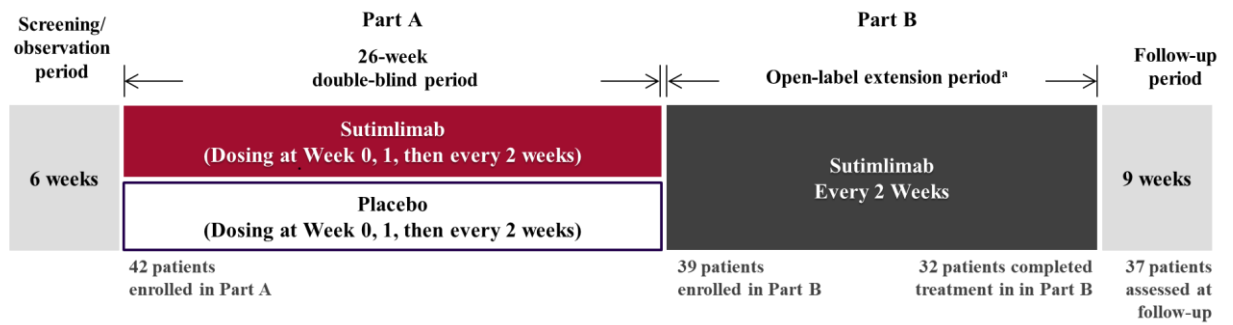 Screening/
observation
period
Part A
26-week
double-blind period
Part B
Open-label extension periodᵃ
Follow-up
period
6 weeks
Sutimlimab
(Dosing at Week 0, 1, then every 2 weeks)
Placebo
(Dosing at Week 0, 1, then every 2 weeks)
Sutimlimab
Every 2 Weeks
9 weeks
42 patients
enrolled in Part A
39 patients
enrolled in Part B
32 patients completed
treatment in in Part B
37 patients
assessed at
follow-up